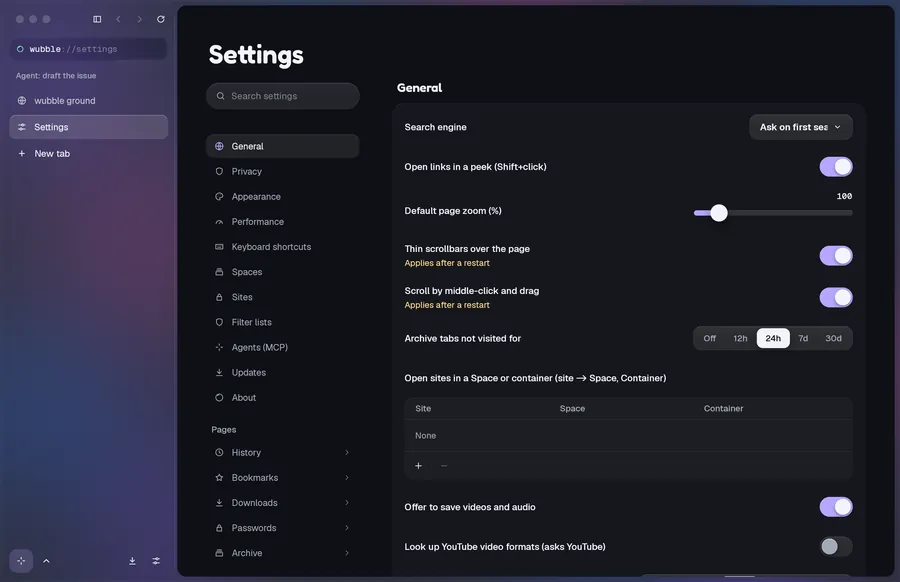 wubble://settings
Agent: draft the issue
wubble ground
Settings
New tab
Settings
Search settings
General
Privacy
Appearance
Performance
Keyboard shortcuts
Spaces
Sites
Filter lists
Agents (MCP)
Updates
About
Pages
History
Bookmarks
Downloads
Passwords
Archive
General
Search engine
Ask on first sea
Open links in a peek (Shift+click)
100
Default page zoom (%)
Thin scrollbars over the page
Applies after a restart
Scroll by middle-click and drag
Applies after a restart
Archive tabs not visited for
Off 12h 24h 7d 30d
Open sites in a Space or container (site → Space, Container)
Site Space Container
None
Offer to save videos and audio
Look up YouTube video formats (asks YouTube)